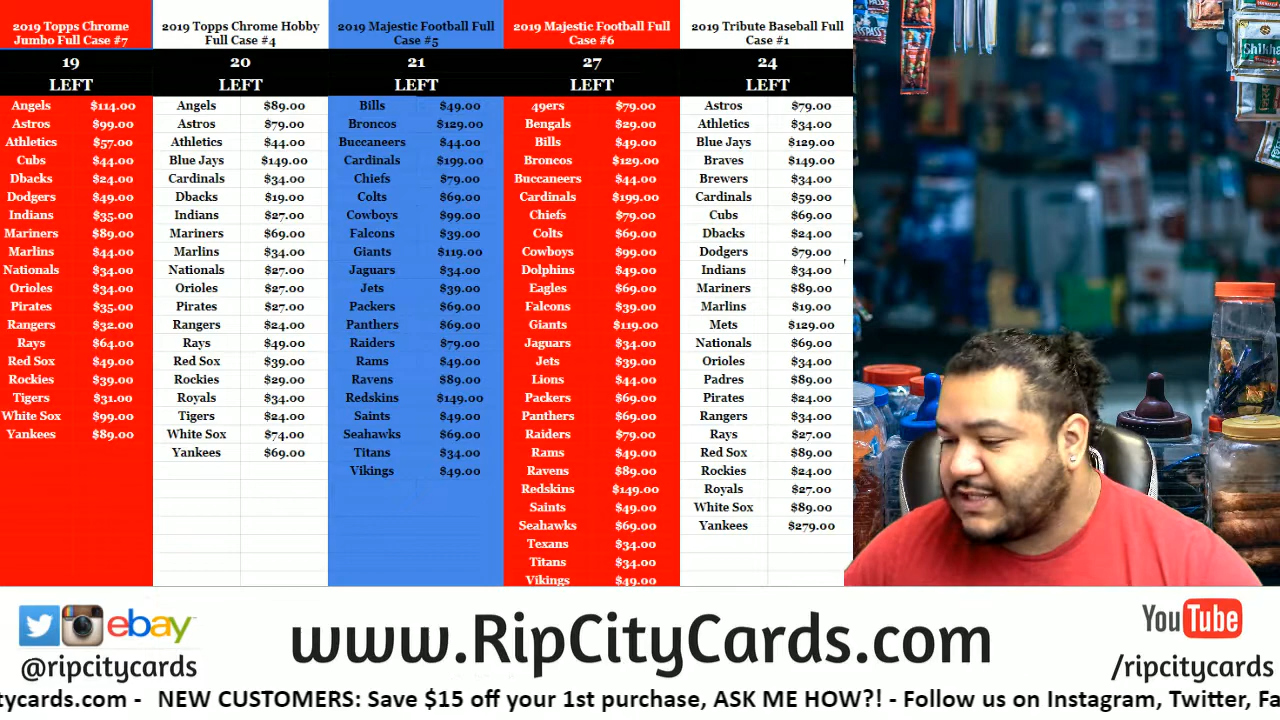 2019 Topps Chrome
Jumbo Full Case #7
19
LEFT
Angels $114.00
Astros $99.00
Athletics $57.00
Cubs $44.00
Dbacks $24.00
Dodgers $49.00
Indians $35.00
Mariners $89.00
Marlins $44.00
Nationals $34.00
Orioles $34.00
Pirates $35.00
Rangers $32.00
Rays $64.00
Red Sox $49.00
Rockies $39.00
Tigers $31.00
White Sox $99.00
Yankees $89.00
2019 Topps Chrome Hobby
Full Case #4
20
LEFT
Angels $89.00
Astros $79.00
Athletics $44.00
Blue Jays $149.00
Cardinals $34.00
Dbacks $19.00
Indians $27.00
Mariners $69.00
Marlins $34.00
Nationals $27.00
Orioles $27.00
Pirates $27.00
Rangers $24.00
Rays $49.00
Red Sox $39.00
Rockies $29.00
Royals $34.00
Tigers $24.00
White Sox $74.00
Yankees $69.00
2019 Majestic Football Full
Case #5
21
LEFT
Bills $49.00
Broncos $129.00
Buccaneers $44.00
Cardinals $199.00
Chiefs $79.00
Colts $69.00
Cowboys $99.00
Falcons $39.00
Giants $119.00
Jaguars $34.00
Jets $39.00
Packers $69.00
Panthers $69.00
Raiders $79.00
Rams $49.00
Ravens $89.00
Redskins $149.00
Saints $49.00
Seahawks $69.00
Titans $34.00
Vikings $49.00
2019 Majestic Football Full
Case #6
27
LEFT
49ers $79.00
Bengals $29.00
Bills $49.00
Broncos $129.00
Buccaneers $44.00
Cardinals $199.00
Chiefs $79.00
Colts $69.00
Cowboys $99.00
Dolphins $49.00
Eagles $69.00
Falcons $39.00
Giants $119.00
Jaguars $34.00
Jets $39.00
Lions $44.00
Packers $69.00
Panthers $69.00
Raiders $79.00
Rams $49.00
Ravens $89.00
Redskins $149.00
Saints $49.00
Seahawks $69.00
Texans $34.00
Titans $34.00
Vikings $49.00
2019 Tribute Baseball Full
Case #1
24
LEFT
Astros $79.00
Athletics $34.00
Blue Jays $129.00
Braves $149.00
Brewers $34.00
Cardinals $59.00
Cubs $69.00
Dbacks $24.00
Dodgers $79.00
Indians $34.00
Mariners $89.00
Marlins $19.00
Mets $129.00
Nationals $69.00
Orioles $34.00
Padres $89.00
Pirates $24.00
Rangers $34.00
Rays $27.00
Red Sox $89.00
Rockies $24.00
Royals $27.00
White Sox $89.00
Yankees $279.00
ebay
@ripcitycards
www.RipCityCards.com
YouTube
/ripcitycards
tycards.com - NEW CUSTOMERS: Save $15 off your 1st purchase, ASK ME HOW?! - Follow us on Instagram, Twitter, Fa